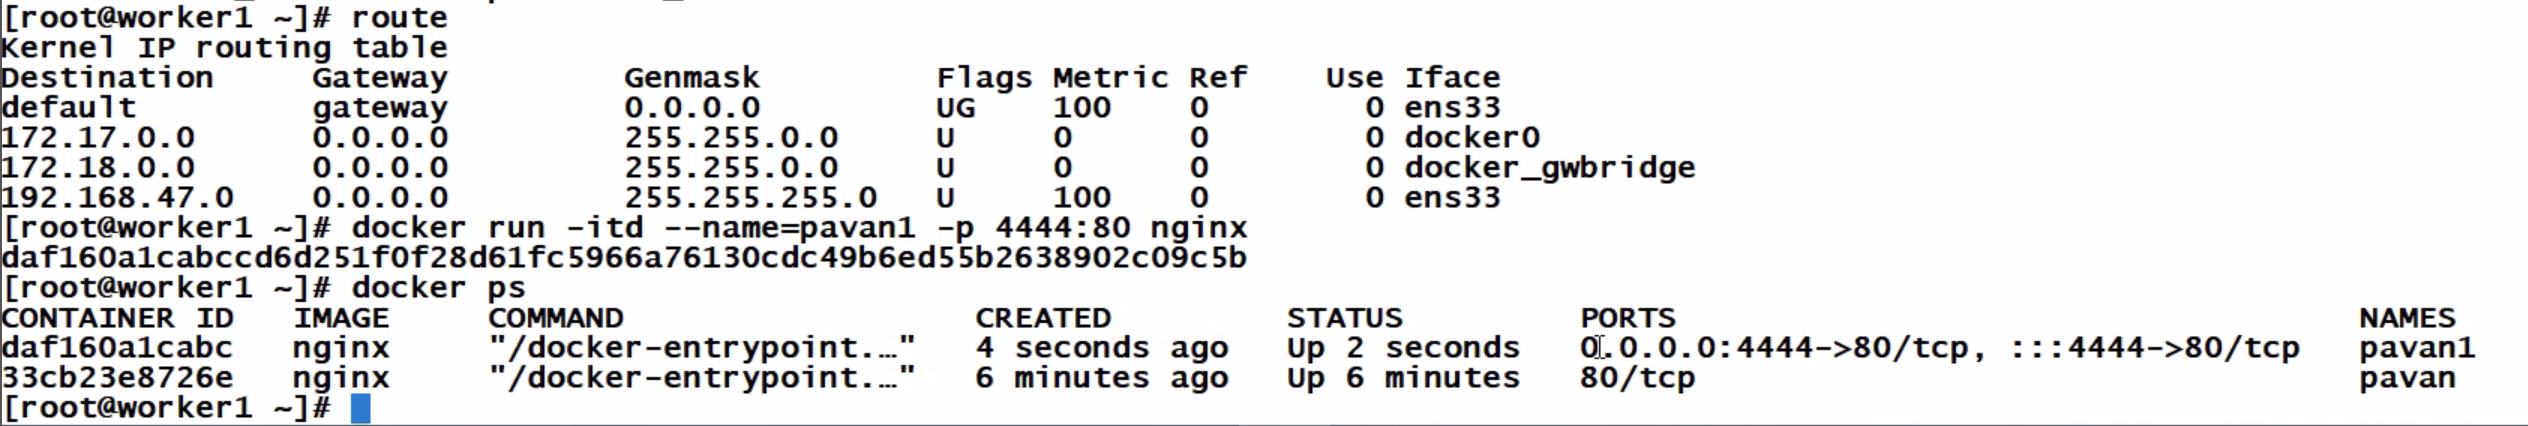 [root@worker1 ~]# route
Kernel IP routing table
Destination     Gateway         Genmask         Flags Metric Ref    Use Iface
default         gateway         0.0.0.0         UG    100    0        0 ens33
172.17.0.0      0.0.0.0         255.255.0.0     U     0      0        0 docker0
172.18.0.0      0.0.0.0         255.255.0.0     U     0      0        0 docker_gwbridge
192.168.47.0    0.0.0.0         255.255.255.0   U     100    0        0 ens33
[root@worker1 ~]# docker run -itd --name=pavan1 -p 4444:80 nginx
daf160a1cabccd6d251f0f28d61fc5966a76130cdc49b6ed55b2638902c09c5b
[root@worker1 ~]# docker ps
CONTAINER ID   IMAGE     COMMAND                  CREATED         STATUS         PORTS                                   NAMES
daf160a1cabc   nginx     "/docker-entrypoint.…"   4 seconds ago   Up 2 seconds   0.0.0.0:4444->80/tcp, :::4444->80/tcp   pavan1
33cb23e8726e   nginx     "/docker-entrypoint.…"   6 minutes ago   Up 6 minutes   80/tcp                                  pavan
[root@worker1 ~]#